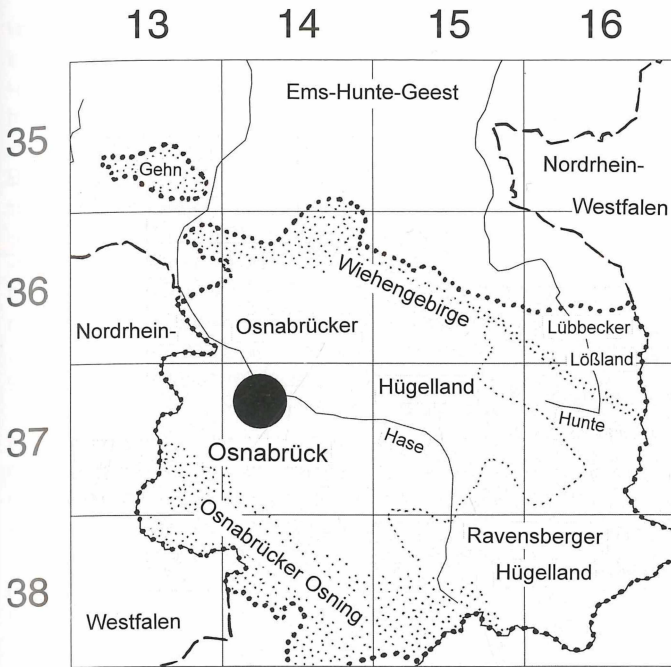 13 14 15 16
35
Ems-Hunte-Geest
Gehn
Nordrhein-
Westfalen
36
Wiehengebirge
Nordrhein-
Osnabrücker
Lübbecker
Lößland
Hügelland
37
Hunte
Hase
Osnabrück
Osnabrücker Osning
Ravensberger
Hügelland
38
Westfalen